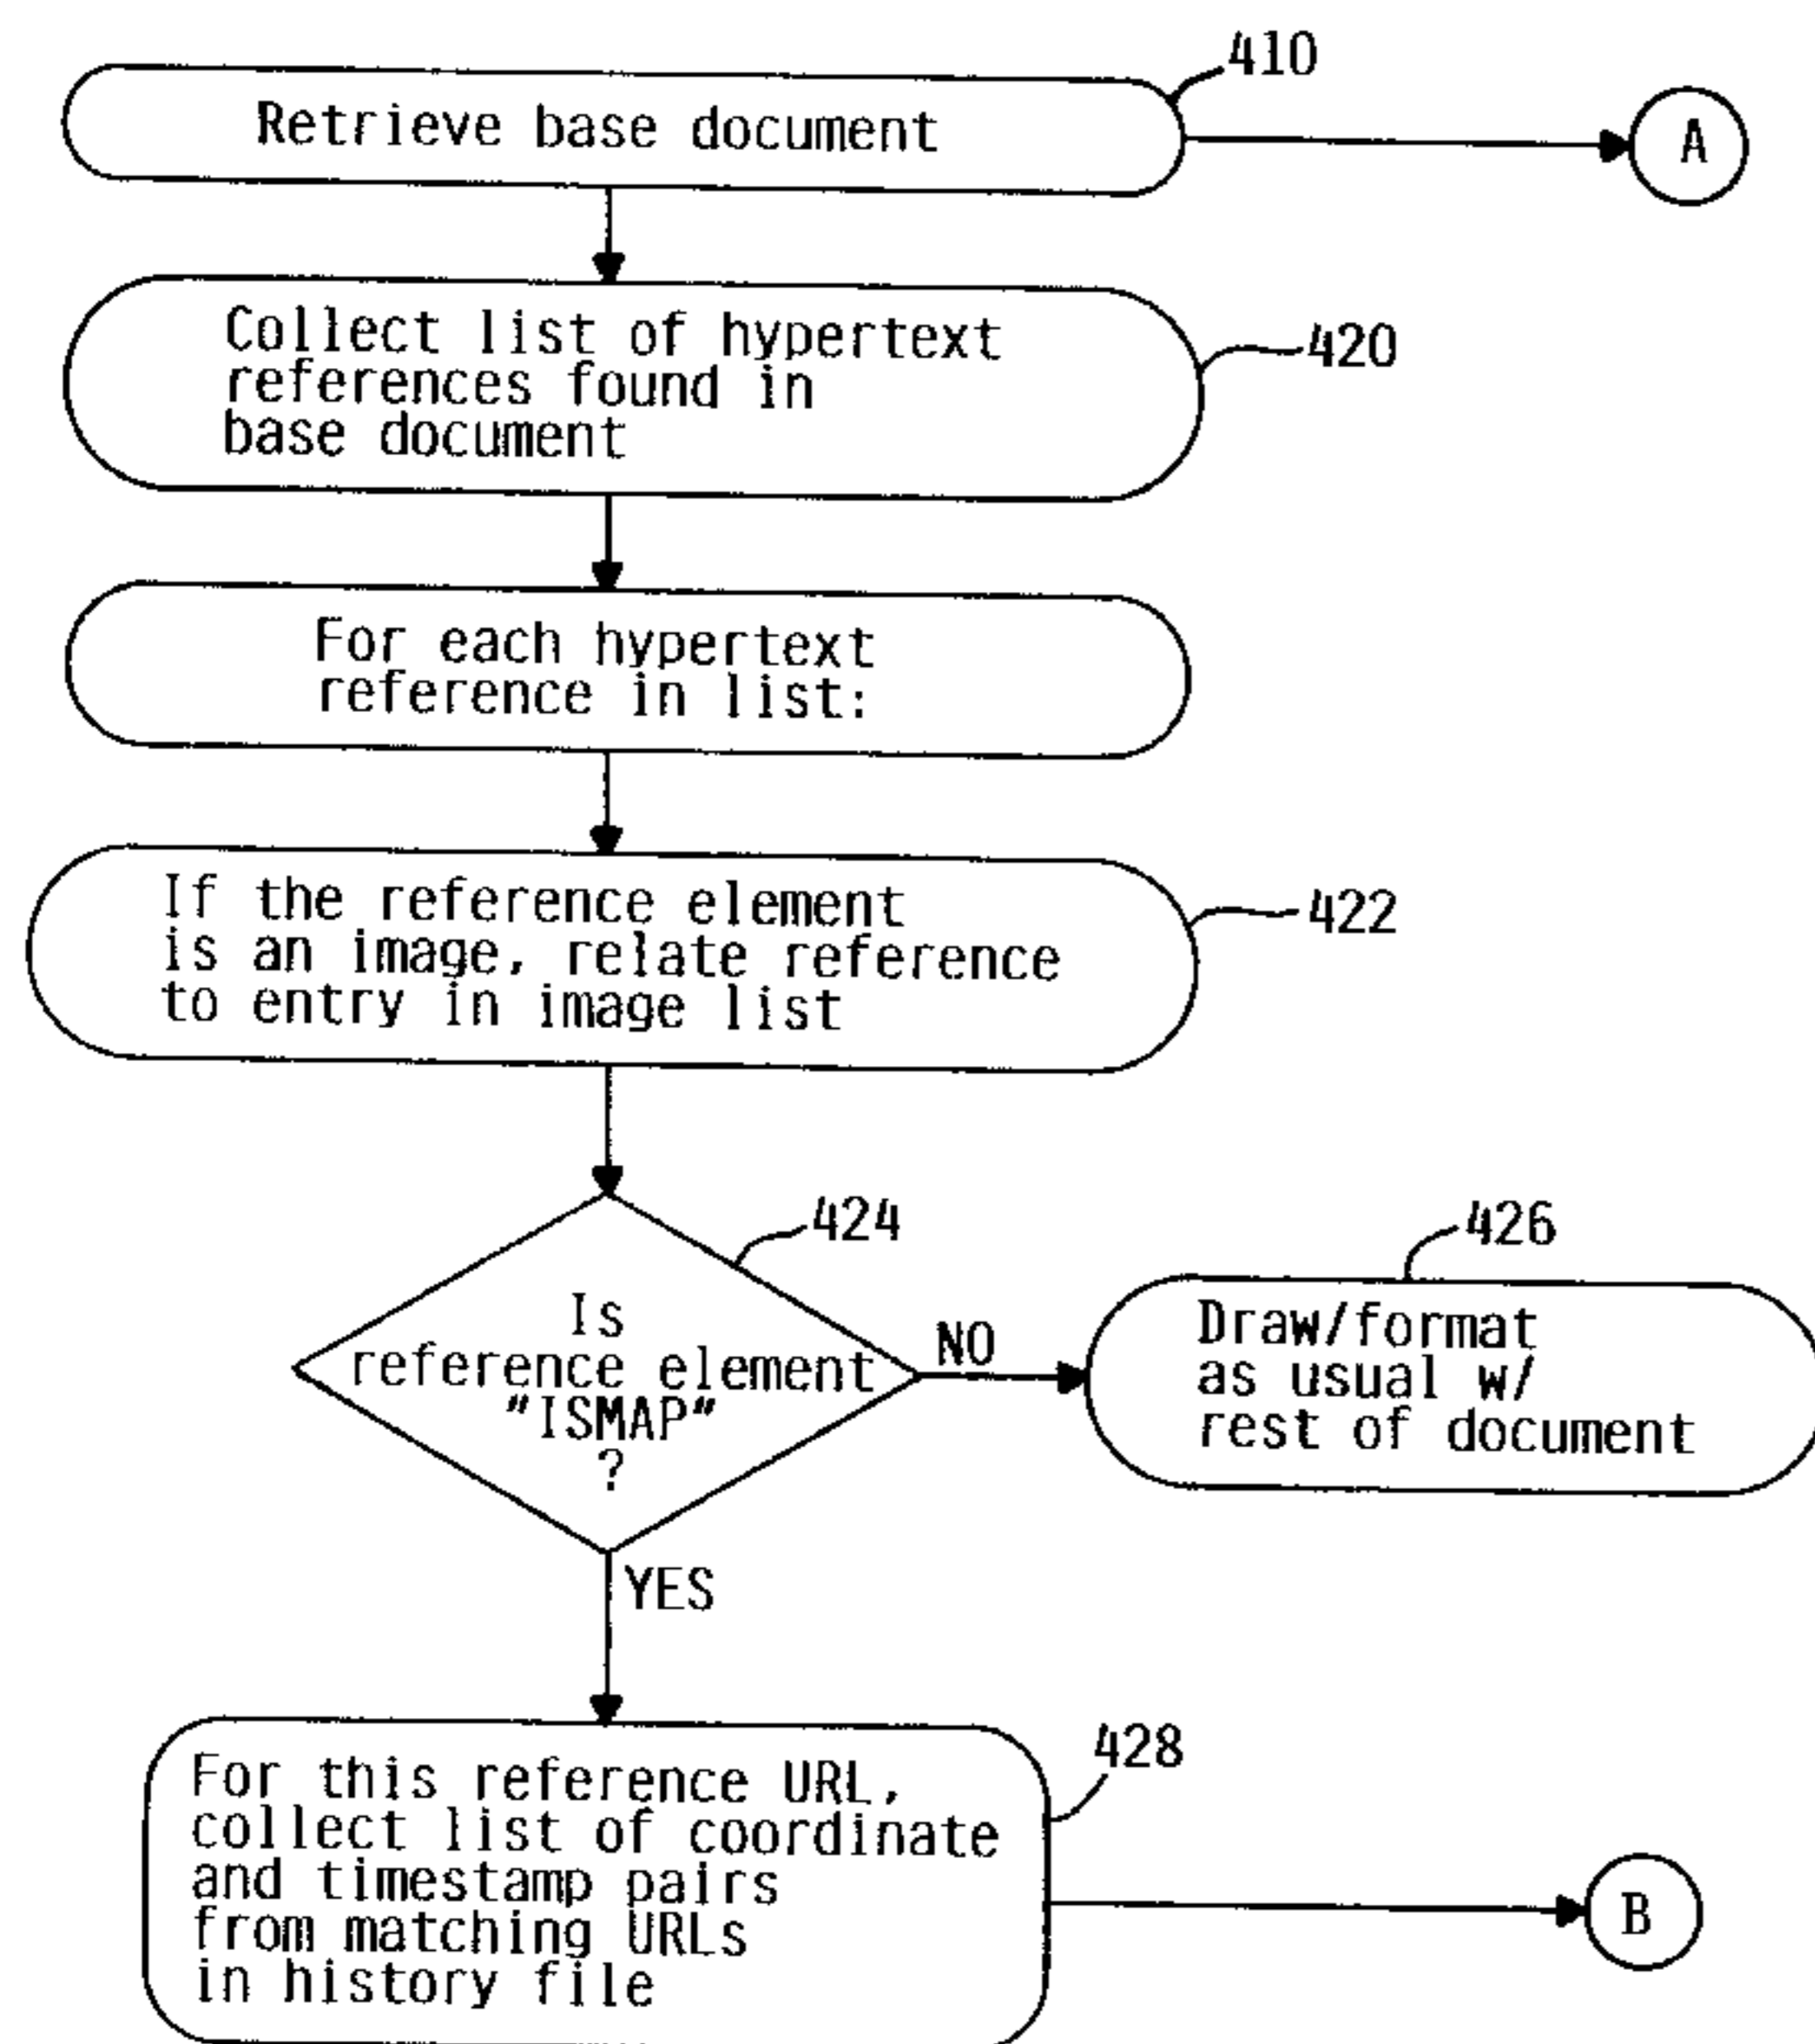 410
Retrieve base document
A
Collect list of hypertext
references found in
base document
420
For each hypertext
reference in list:
If the reference element
is an image, relate reference
to entry in image list
422
424
Is
reference element
"ISMAP"
?
NO
426
Draw/format
as usual w/
rest of document
YES
428
For this reference URL,
collect list of coordinate
and timestamp pairs
from matching URLs
in history file
B